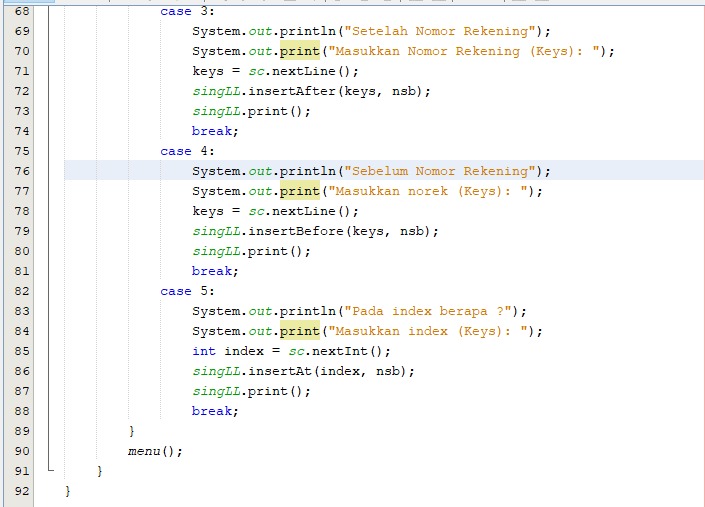 68 case 3:
69 System.out.println("Setelah Nomor Rekening");
70 System.out.print("Masukkan Nomor Rekening (Keys): ");
71 keys = sc.nextLine();
72 singLL.insertAfter(keys, nsb);
73 singLL.print();
74 break;
75 case 4:
76 System.out.println("Sebelum Nomor Rekening");
77 System.out.print("Masukkan norek (Keys): ");
78 keys = sc.nextLine();
79 singLL.insertBefore(keys, nsb);
80 singLL.print();
81 break;
82 case 5:
83 System.out.println("Pada index berapa ?");
84 System.out.print("Masukkan index (Keys): ");
85 int index = sc.nextInt();
86 singLL.insertAt(index, nsb);
87 singLL.print();
88 break;
89 }
90 menu();
91 }
92 }